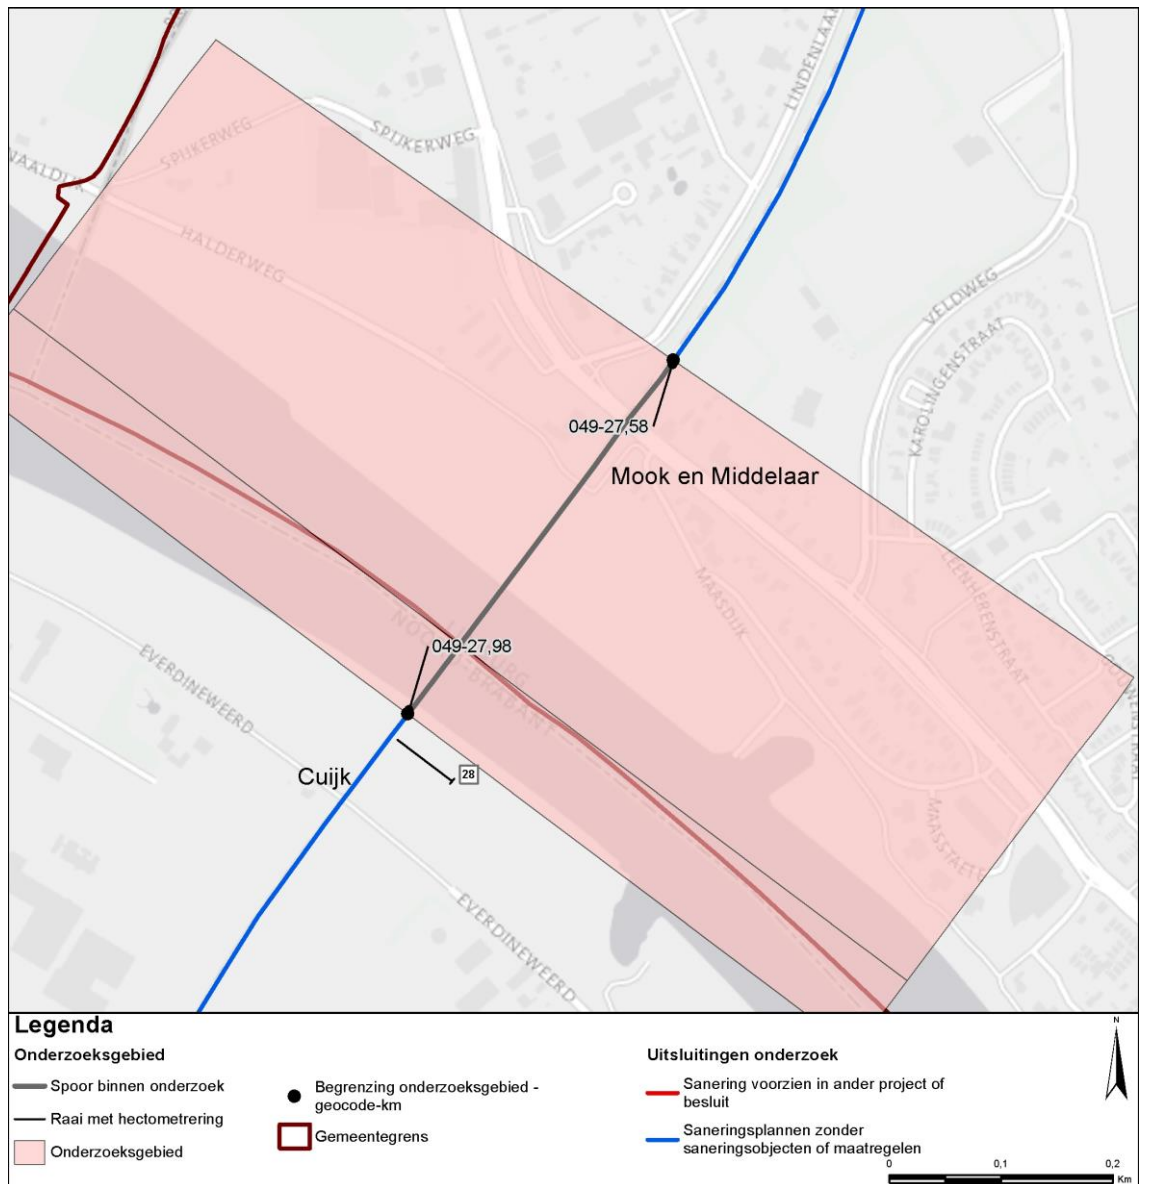 LINDENLAAN
SPIJKERWEG
SPIJKERWEG
HALDERWEG
VELDWEG
KAROLINGENSTRAAT
049-27,58
Mook en Middelaar
LEENHERENSTRAAT
MAASDIJK
049-27,98
NOORD-BRABANT
EVERDINEWEERD
28
Cuijk
MAASSTAETE
EVERDINEWEERD
Legenda
Onderzoeksgebied
Spoor binnen onderzoek
Raai met hectometrering
Onderzoeksgebied
Begrenzing onderzoeksgebied -
geocode-km
Gemeentegrens
Uitsluitingen onderzoek
Sanering voorzien in ander project of
besluit
Saneringsplannen zonder
saneringsobjecten of maatregelen
N
0 0,1 0,2
Km